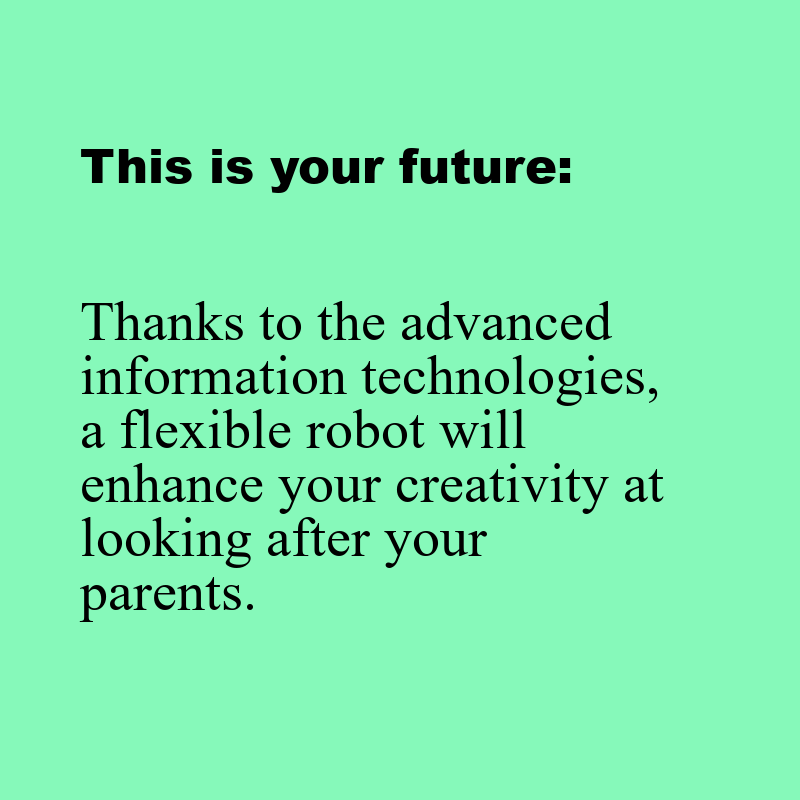 This is your future:
Thanks to the advanced
information technologies,
a flexible robot will
enhance your creativity at
looking after your
parents.